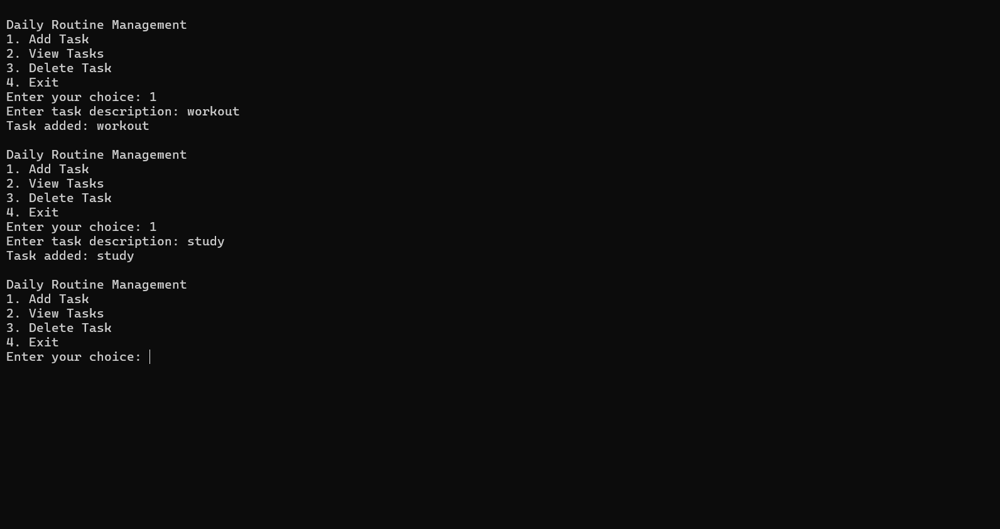 Daily Routine Management
1. Add Task
2. View Tasks
3. Delete Task
4. Exit
Enter your choice: 1
Enter task description: workout
Task added: workout

Daily Routine Management
1. Add Task
2. View Tasks
3. Delete Task
4. Exit
Enter your choice: 1
Enter task description: study
Task added: study

Daily Routine Management
1. Add Task
2. View Tasks
3. Delete Task
4. Exit
Enter your choice: